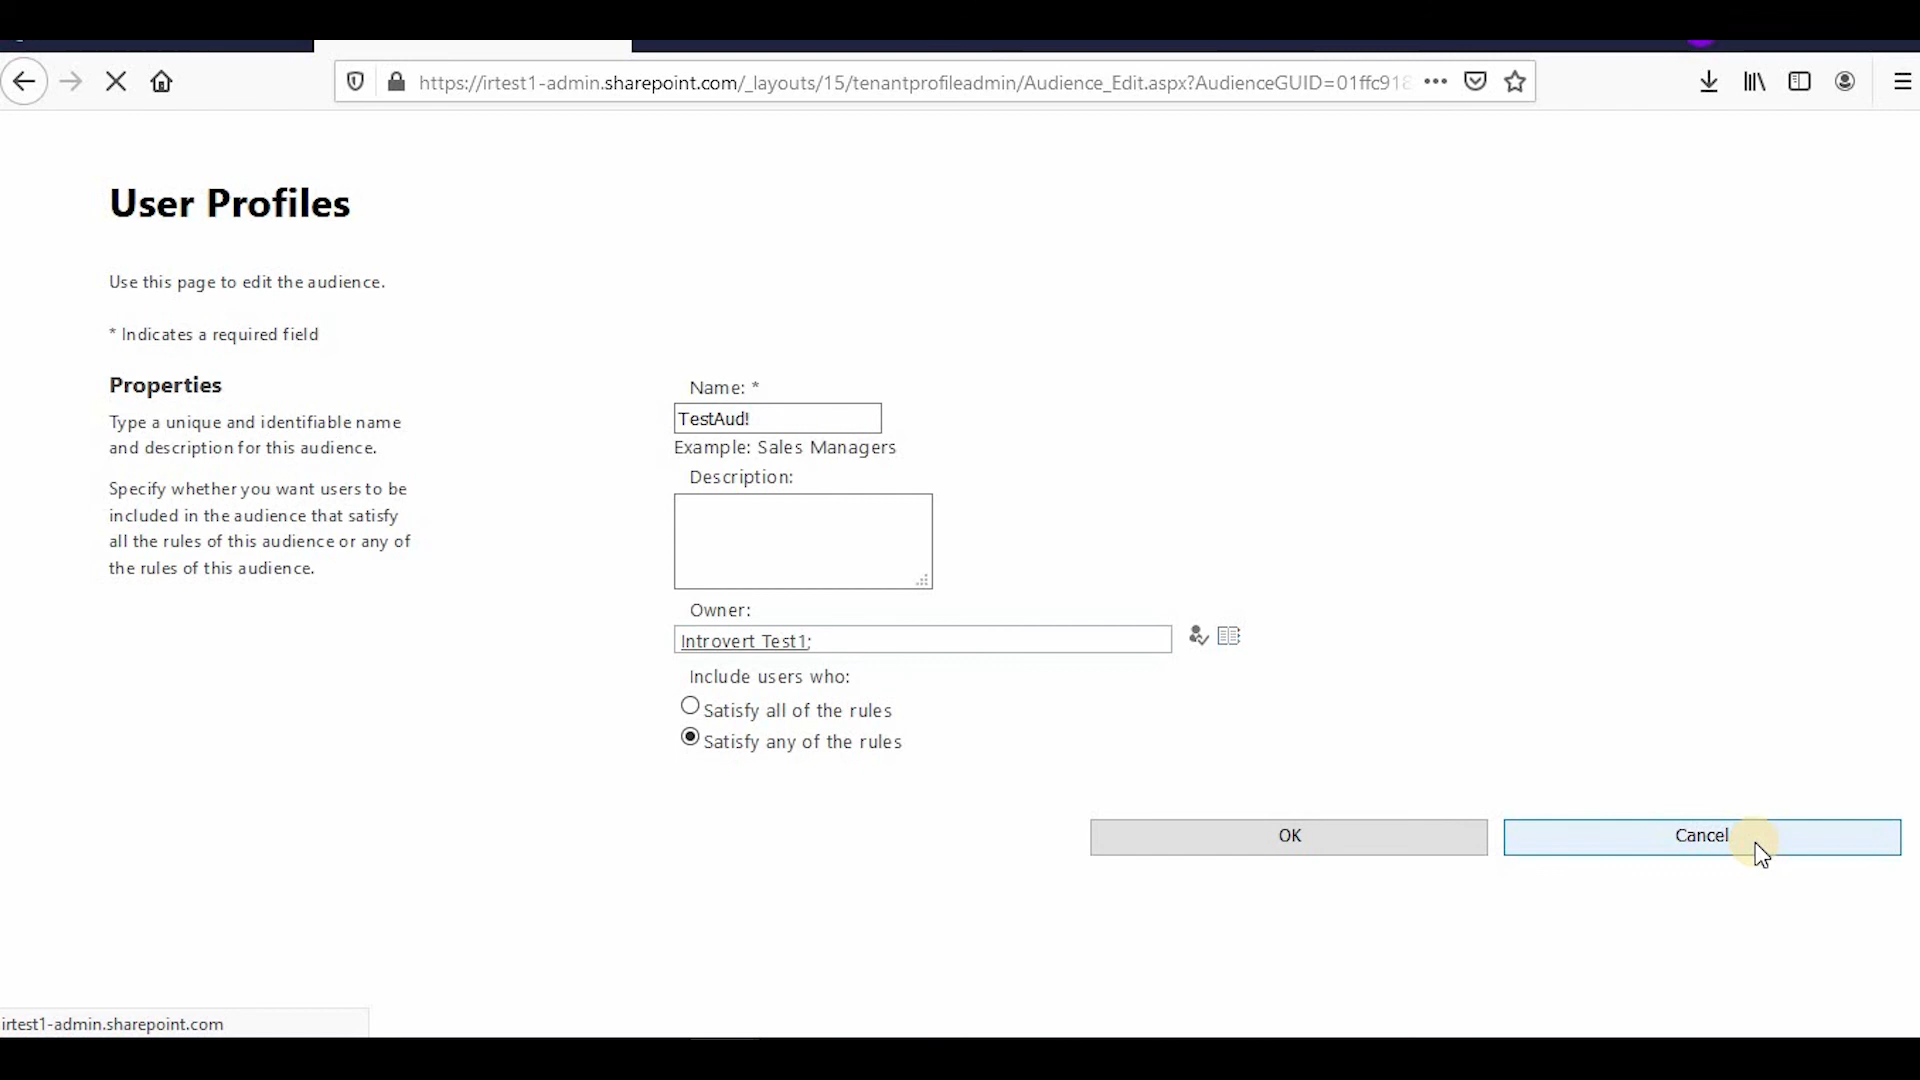 https://irtest1-admin.sharepoint.com/_layouts/15/tenantprofileadmin/Audience_Edit.aspx?AudienceGUID=01ffc918
User Profiles
Use this page to edit the audience.
* Indicates a required field
Properties
Type a unique and identifiable name
and description for this audience.
Specify whether you want users to be
included in the audience that satisfy
all the rules of this audience or any of
the rules of this audience.
Name: *
TestAud!
Example: Sales Managers
Description:
Owner:
Introvert Test1;
Include users who:
Satisfy all of the rules
Satisfy any of the rules
OK
Cancel
irtest1-admin.sharepoint.com